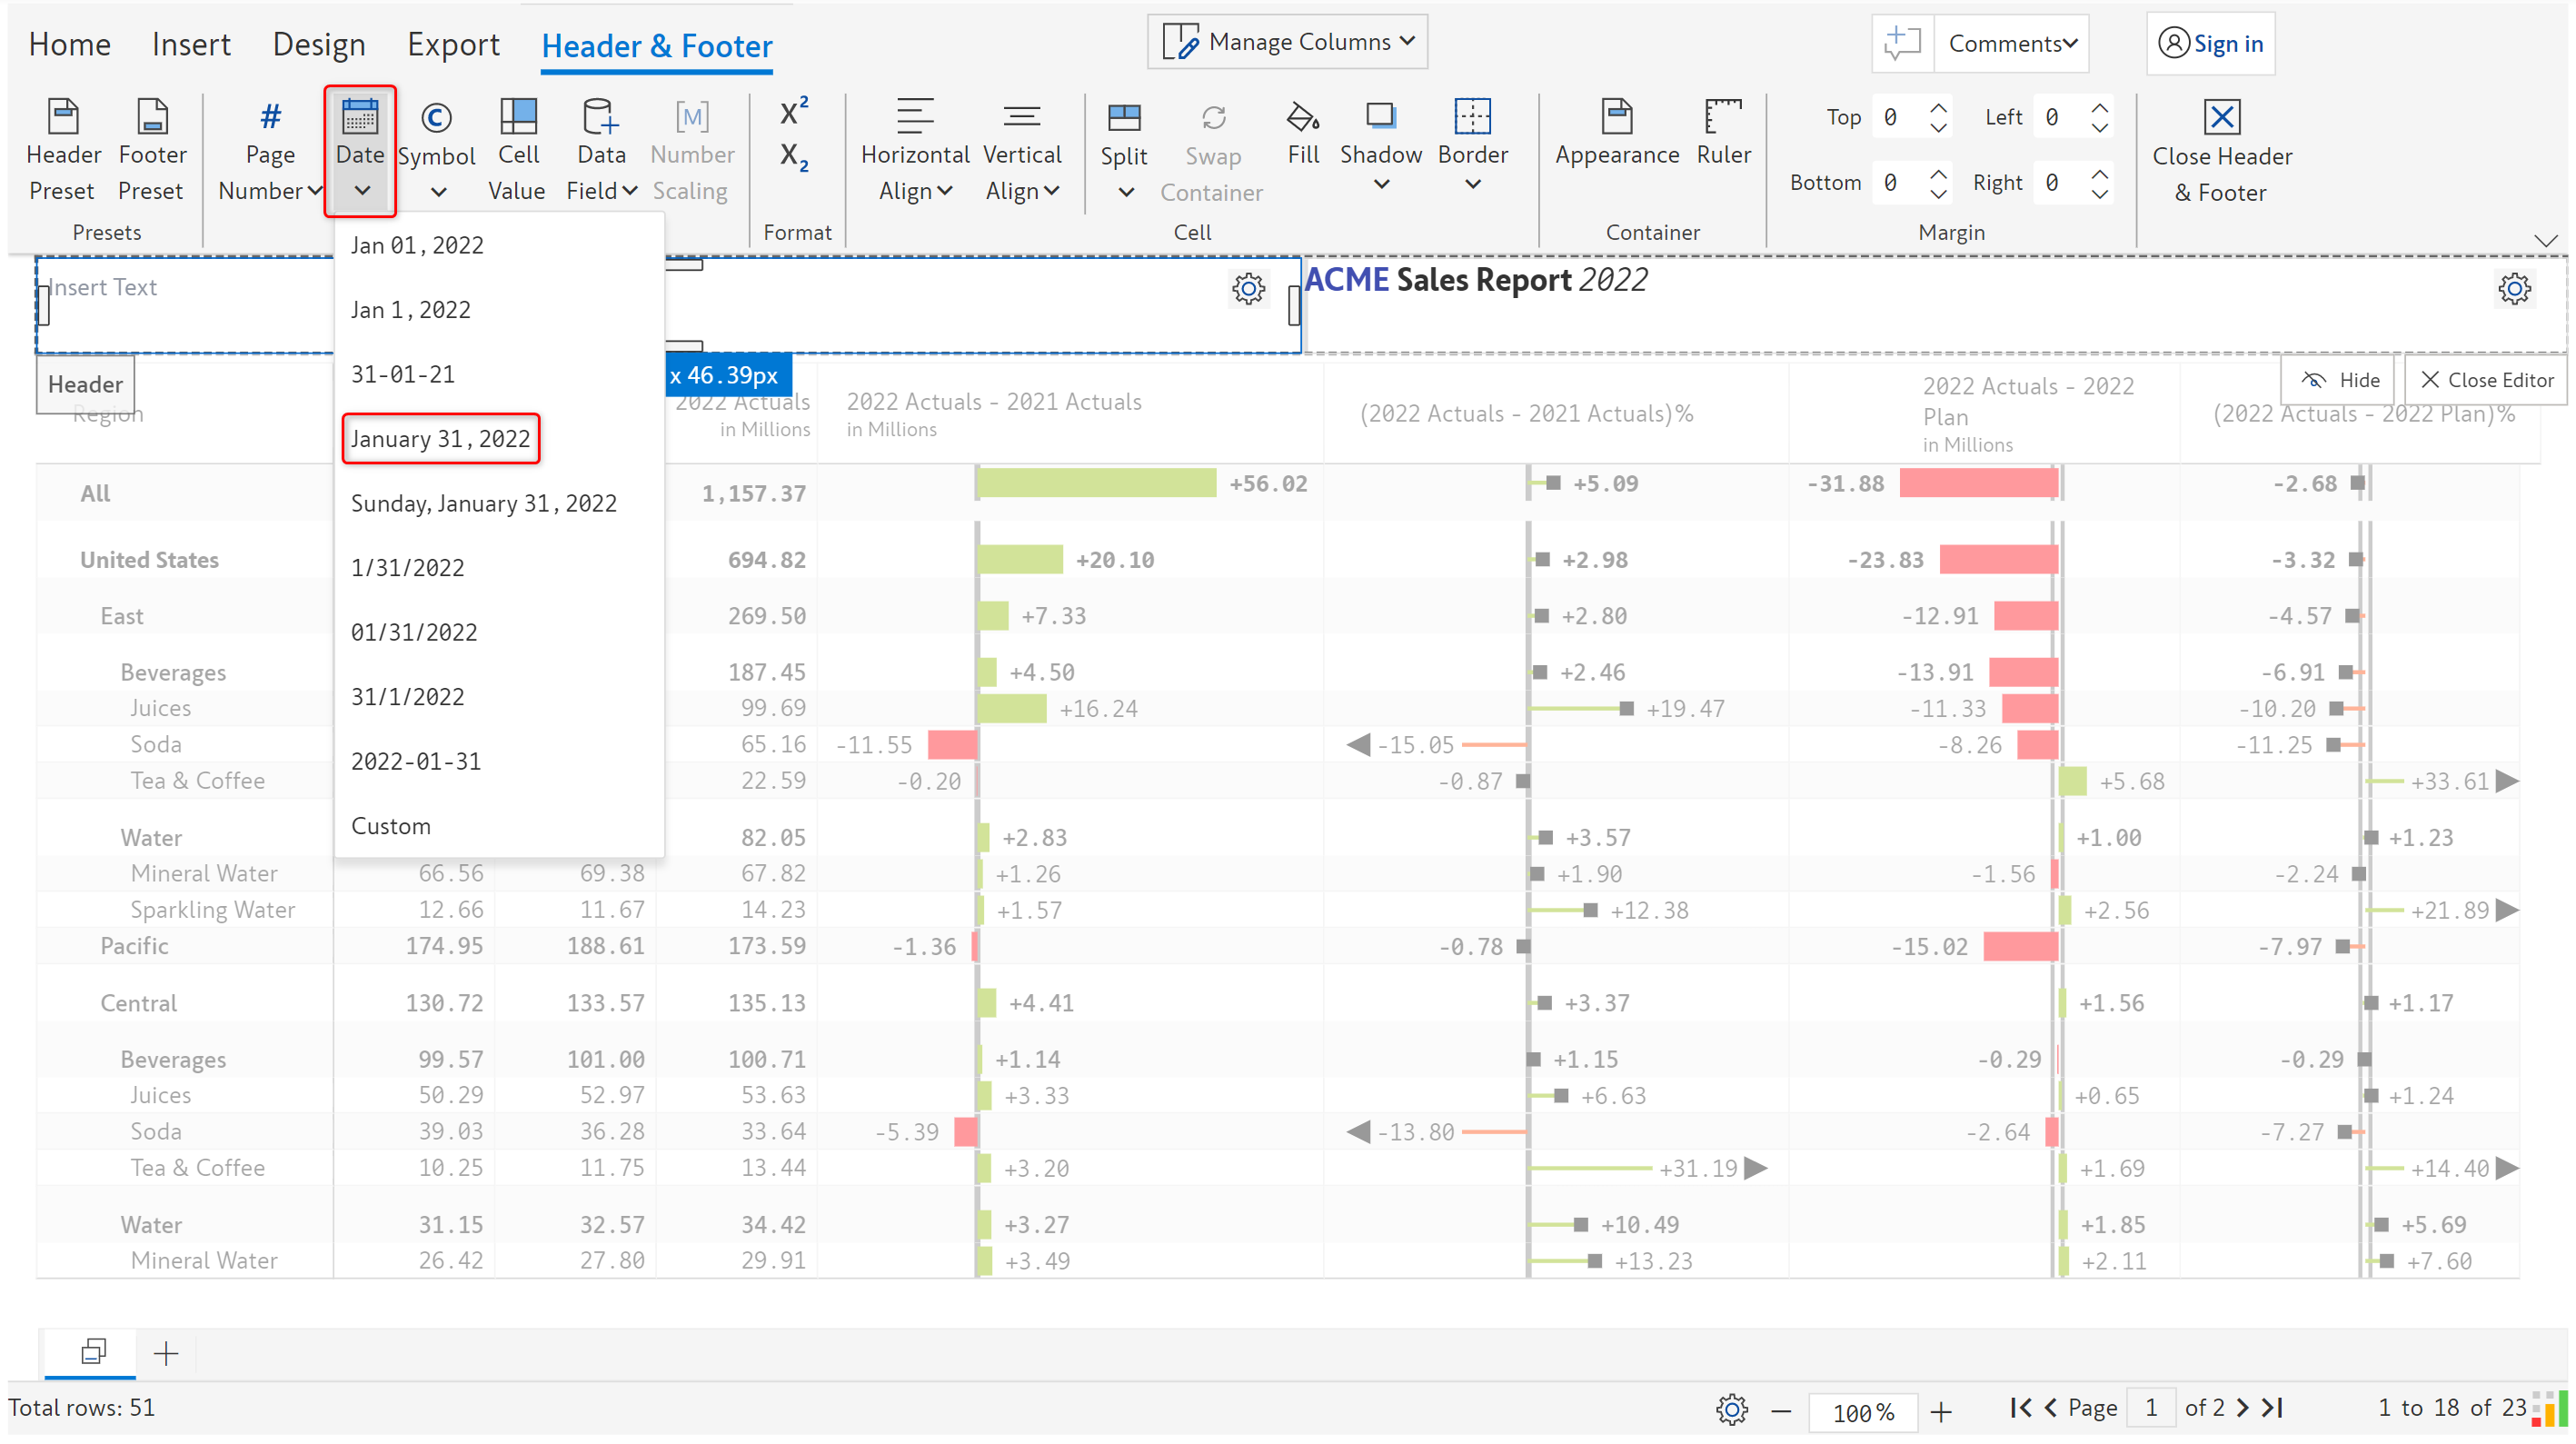 Home Insert Design Export Header & Footer Manage Columns Comments Sign in
Header Preset Footer Preset Page Number Date Symbol Cell Value Data Field Number Scaling X² X₂ Horizontal Align Vertical Align Split Swap Container Fill Shadow Border Appearance Ruler Top 0 Left 0 Bottom 0 Right 0 Close Header & Footer
Presets Format Cell Container Margin
Jan 01, 2022
Jan 1, 2022
31-01-21
January 31, 2022
Sunday, January 31, 2022
1/31/2022
01/31/2022
31/1/2022
2022-01-31
Custom
Insert Text
ACME Sales Report 2022
Header
x 46.39px
Hide Close Editor
Region
2022 Actuals
in Millions
2022 Actuals - 2021 Actuals
in Millions
(2022 Actuals - 2021 Actuals)%
2022 Actuals - 2022
Plan
in Millions
(2022 Actuals - 2022 Plan)%
All 1,157.37 +56.02 +5.09 -31.88 -2.68
United States 694.82 +20.10 +2.98 -23.83 -3.32
East 269.50 +7.33 +2.80 -12.91 -4.57
Beverages 187.45 +4.50 +2.46 -13.91 -6.91
Juices 99.69 +16.24 +19.47 -11.33 -10.20
Soda 65.16 -11.55 -15.05 -8.26 -11.25
Tea & Coffee 22.59 -0.20 -0.87 +5.68 +33.61
Water 82.05 +2.83 +3.57 +1.00 +1.23
Mineral Water 66.56 69.38 67.82 +1.26 +1.90 -1.56 -2.24
Sparkling Water 12.66 11.67 14.23 +1.57 +12.38 +2.56 +21.89
Pacific 174.95 188.61 173.59 -1.36 -0.78 -15.02 -7.97
Central 130.72 133.57 135.13 +4.41 +3.37 +1.56 +1.17
Beverages 99.57 101.00 100.71 +1.14 +1.15 -0.29 -0.29
Juices 50.29 52.97 53.63 +3.33 +6.63 +0.65 +1.24
Soda 39.03 36.28 33.64 -5.39 -13.80 -2.64 -7.27
Tea & Coffee 10.25 11.75 13.44 +3.20 +31.19 +1.69 +14.40
Water 31.15 32.57 34.42 +3.27 +10.49 +1.85 +5.69
Mineral Water 26.42 27.80 29.91 +3.49 +13.23 +2.11 +7.60
Total rows: 51 100% Page 1 of 2 1 to 18 of 23